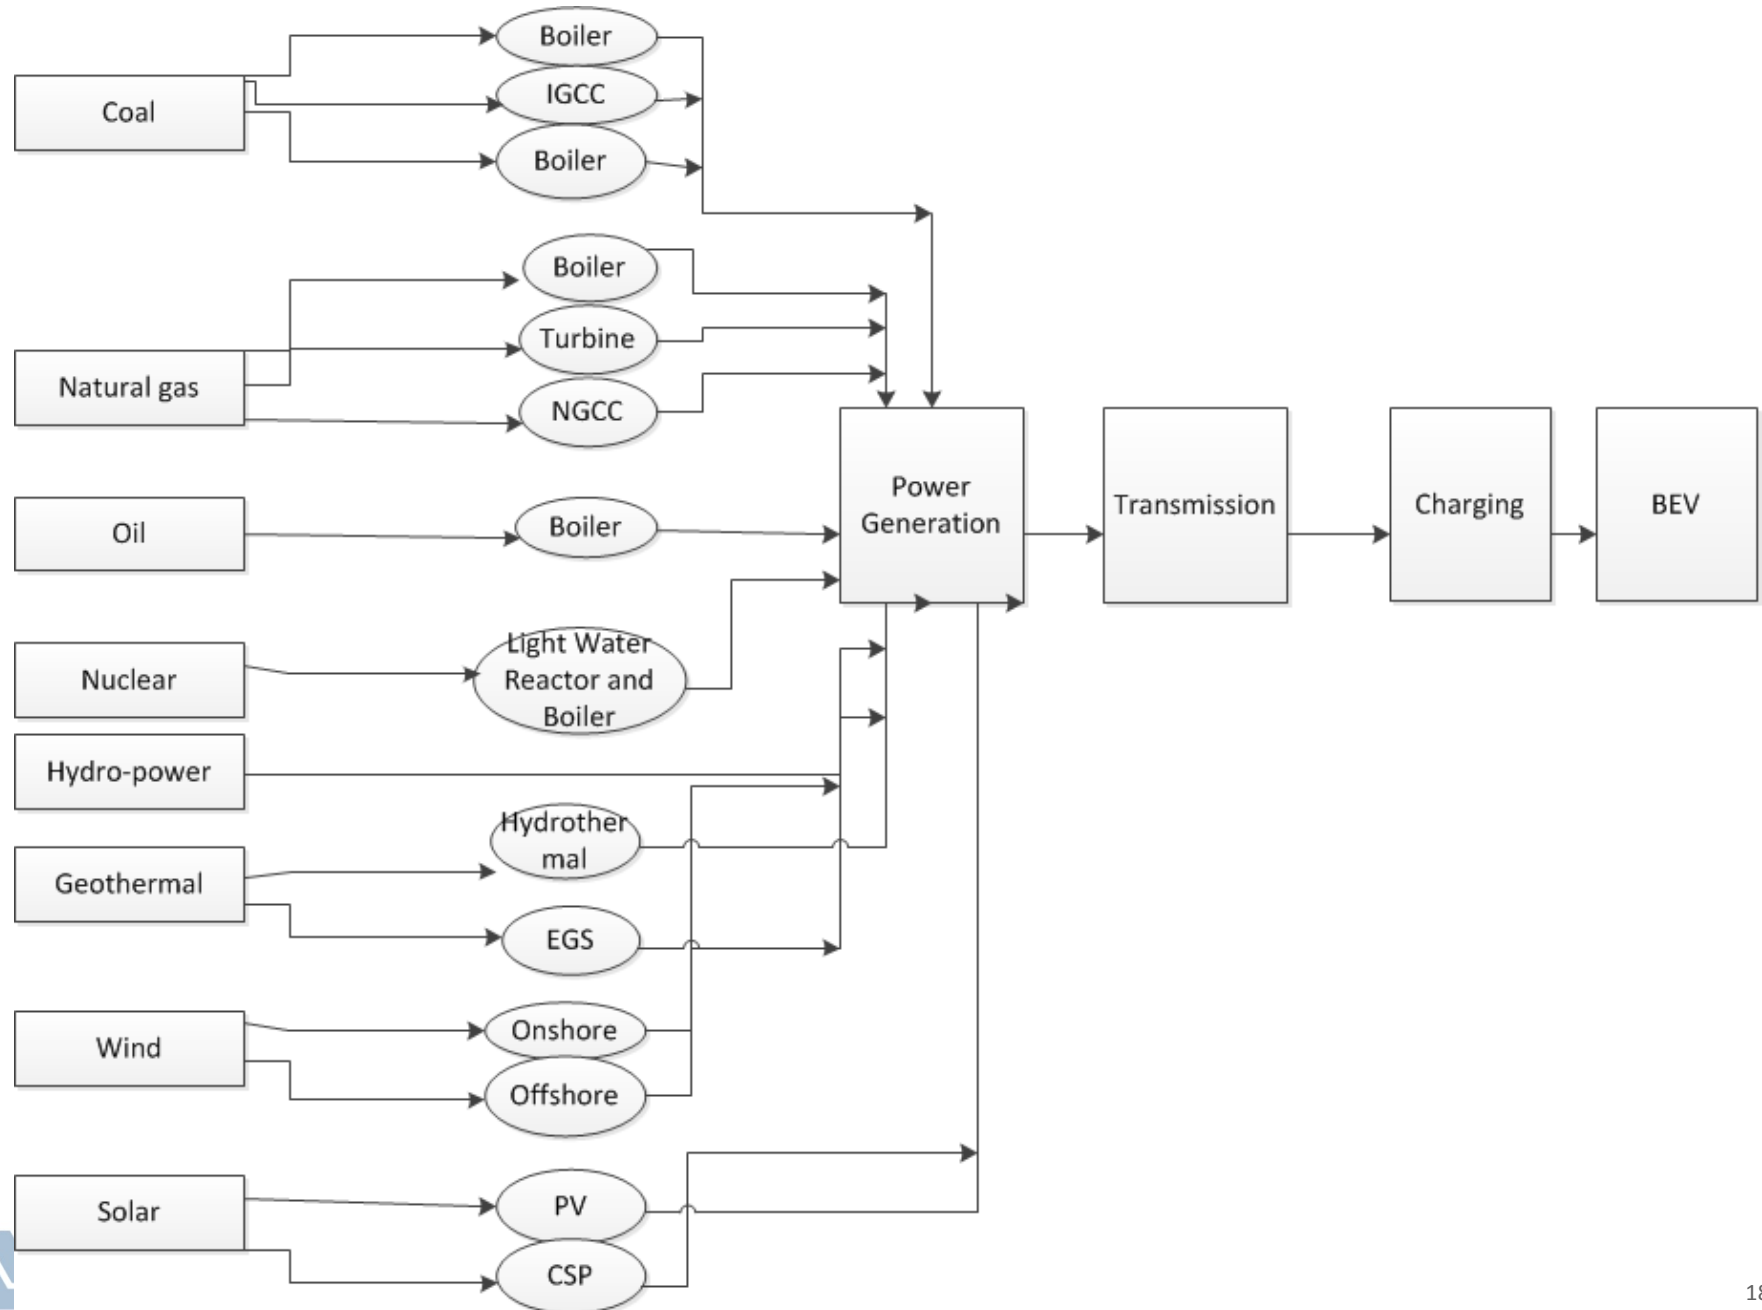 Boiler
Coal
IGCC
Boiler
Boiler
Turbine
Natural gas
NGCC
Oil
Boiler
Power
Generation
Transmission
Charging
BEV
Nuclear
Light Water
Reactor and
Boiler
Hydro-power
Hydrother
mal
Geothermal
EGS
Wind
Onshore
Offshore
Solar
PV
CSP